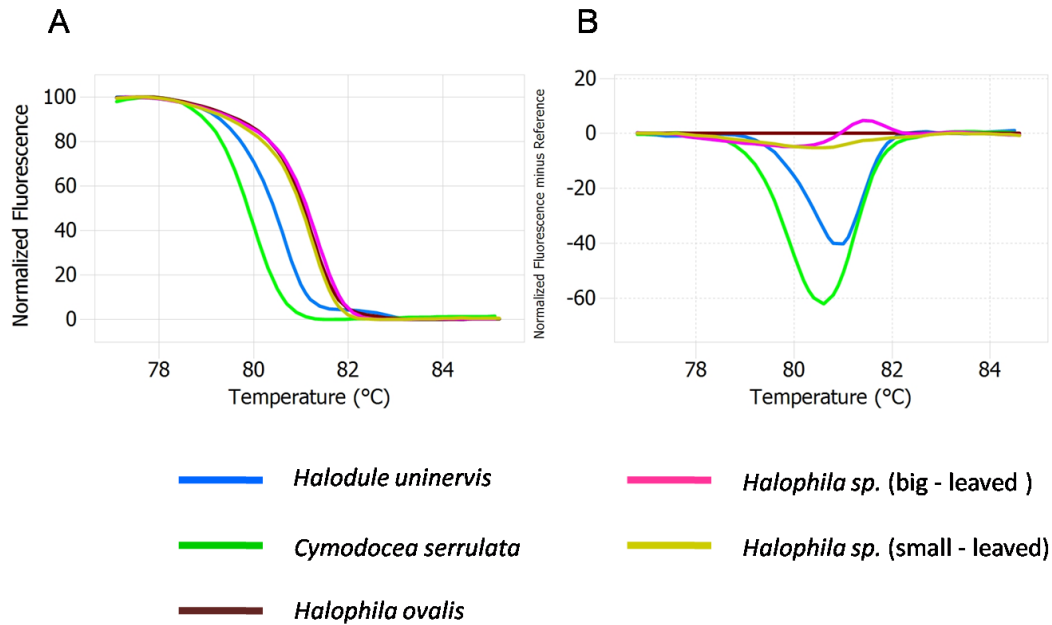 A
B
Normalized Fluorescence
100
80
60
40
20
0
78
80
82
84
Temperature (°C)
Normalized Fluorescence minus Reference
20
0
-20
-40
-60
78
80
82
84
Temperature (°C)
Halodule uninervis
Halophila sp. (big - leaved )
Cymodocea serrulata
Halophila sp. (small - leaved)
Halophila ovalis